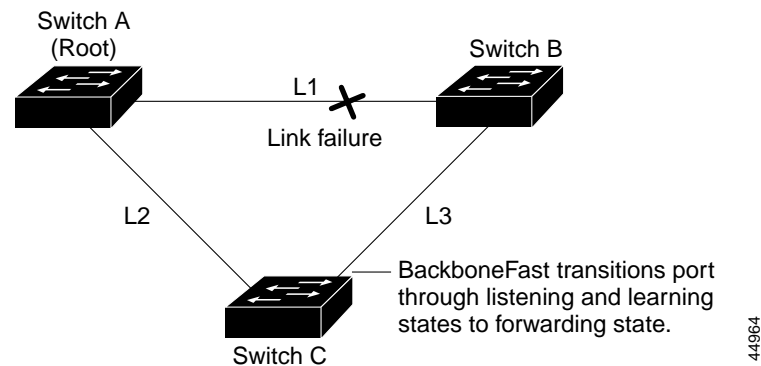 Switch A
(Root)
Switch B
L1
Link failure
L2
L3
BackboneFast transitions port
through listening and learning
states to forwarding state.
Switch C
44964